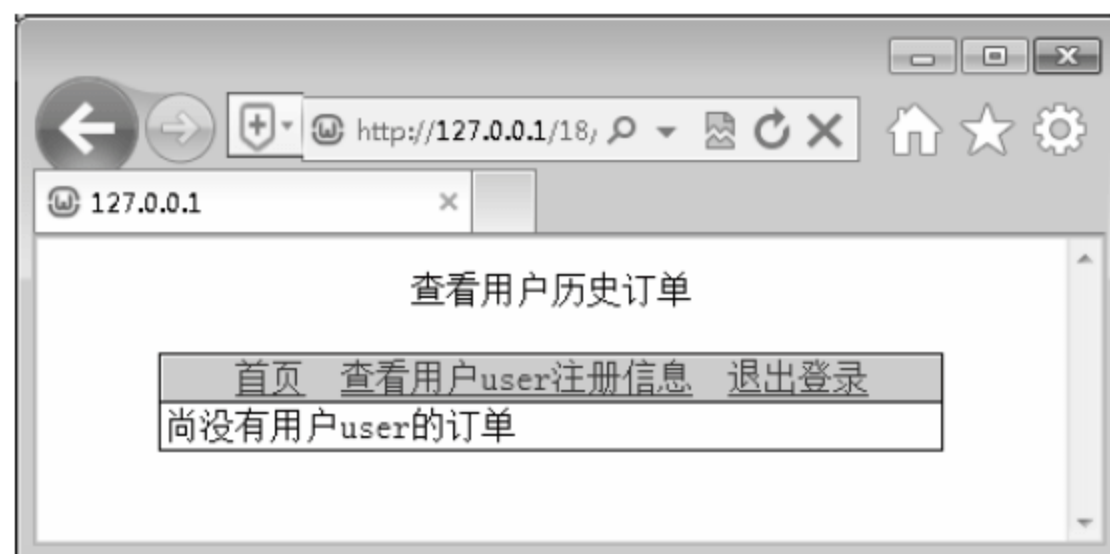 http://127.0.0.1/18/
127.0.0.1
查看用户历史订单
首页 查看用户user注册信息 退出登录
尚没有用户user的订单